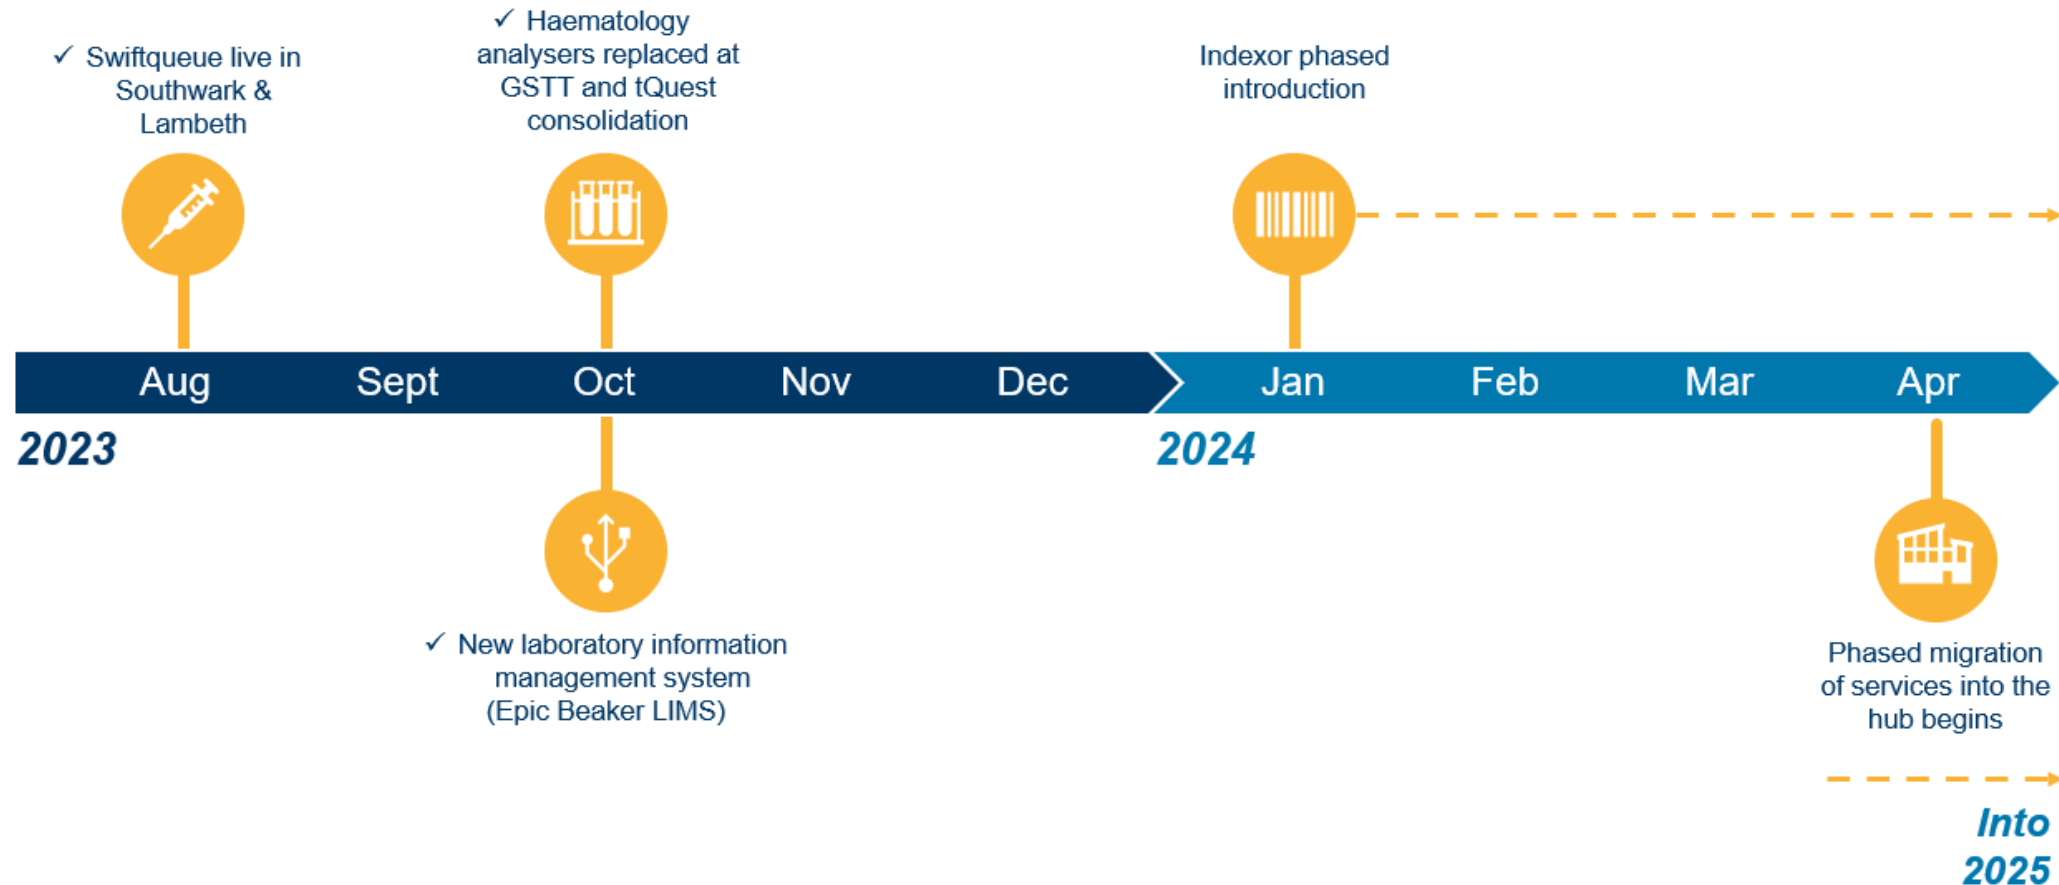 ✓ Swiftqueue live in
Southwark &
Lambeth
✓ Haematology
analysers replaced at
GSTT and tQuest
consolidation
Indexor phased
introduction
Aug Sept Oct Nov Dec Jan Feb Mar Apr
2023 2024
✓ New laboratory information
management system
(Epic Beaker LIMS)
Phased migration
of services into the
hub begins
Into
2025